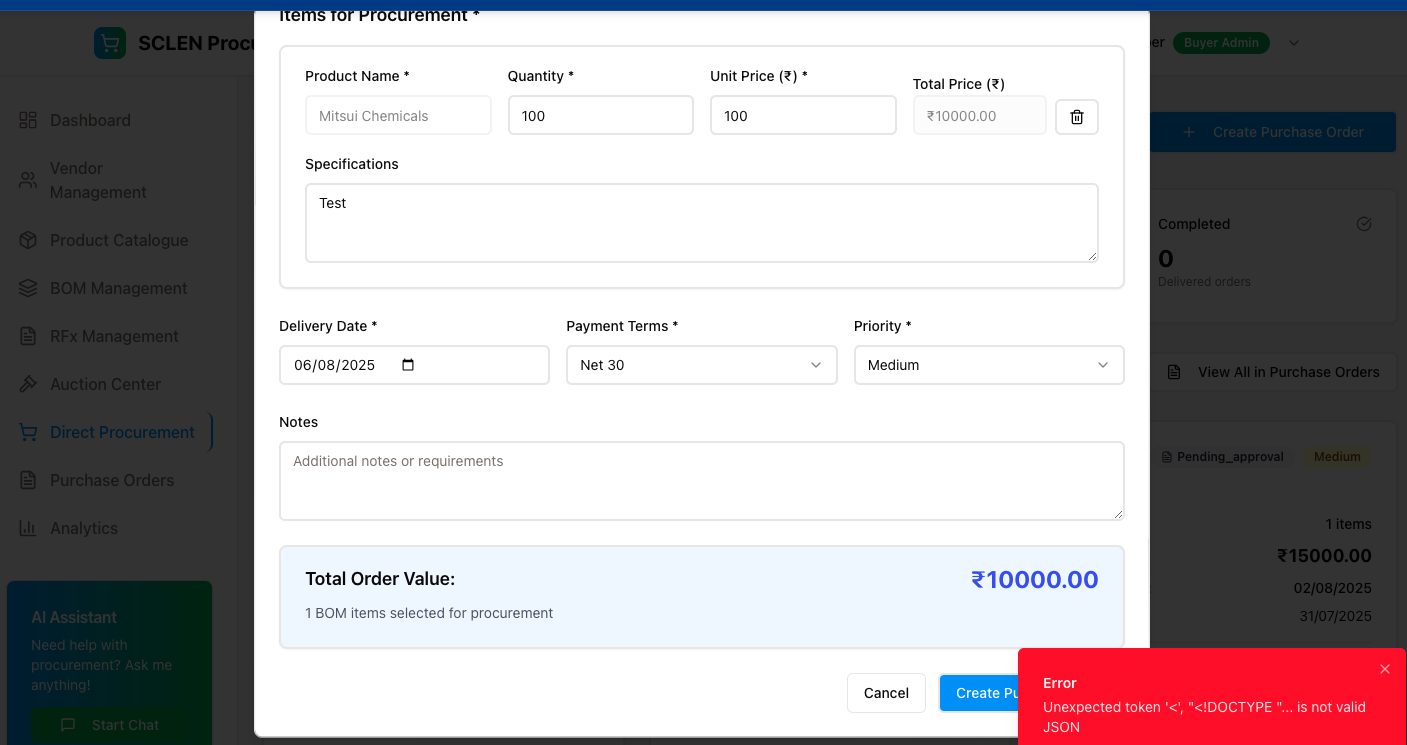 Items for Procurement *
SCLEN
Buyer Admin
Product Name *
Quantity *
Unit Price (₹) *
Total Price (₹)
Mitsui Chemicals
100
100
₹10000.00
Specifications
Test
Dashboard
Vendor
Management
Product Catalogue
BOM Management
RFx Management
Auction Center
Direct Procurement
Purchase Orders
Analytics
AI Assistant
Need help with
procurement? Ask me
anything!
Start Chat
Delivery Date *
Payment Terms *
Priority *
06/08/2025
Net 30
Medium
Notes
Additional notes or requirements
Total Order Value:
₹10000.00
1 BOM items selected for procurement
Cancel
Create
Create Purchase Order
Completed
0
Delivered orders
View All in Purchase Orders
Pending_approval
Medium
1 items
₹15000.00
02/08/2025
31/07/2025
Error
Unexpected token '<', "<!DOCTYPE "... is not valid
JSON